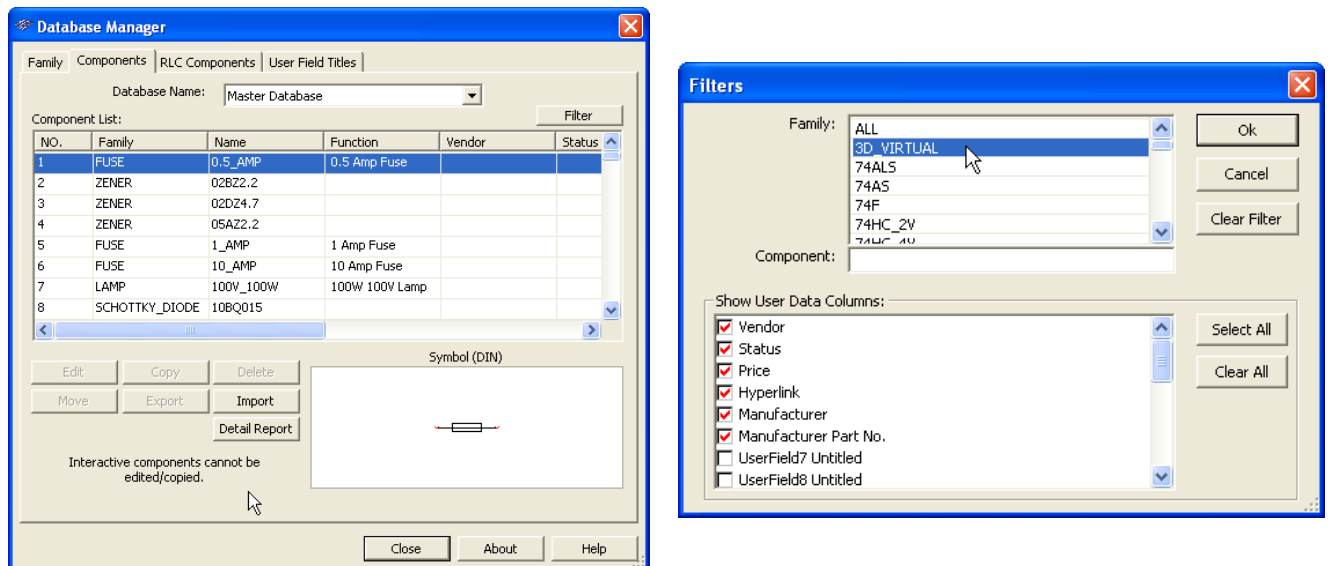 Database Manager
Family Components RLC Components User Field Titles
Database Name: Master Database
Component List: Filter
NO. Family Name Function Vendor Status
1 FUSE 0.5_AMP 0.5 Amp Fuse
2 ZENER 02BZ2.2
3 ZENER 02DZ4.7
4 ZENER 05AZ2.2
5 FUSE 1_AMP 1 Amp Fuse
6 FUSE 10_AMP 10 Amp Fuse
7 LAMP 100V_100W 100W 100V Lamp
8 SCHOTTKY_DIODE 10BQ015
Symbol (DIN)
Edit Copy Delete
Move Export Import
Detail Report
Interactive components cannot be
edited/copied.
Close About Help
Filters
Family: ALL
3D_VIRTUAL
74ALS
74AS
74F
74HC_2V
74HC_4V
Ok
Cancel
Clear Filter
Component:
Show User Data Columns:
Vendor
Status
Price
Hyperlink
Manufacturer
Manufacturer Part No.
UserField7 Untitled
UserField8 Untitled
Select All
Clear All